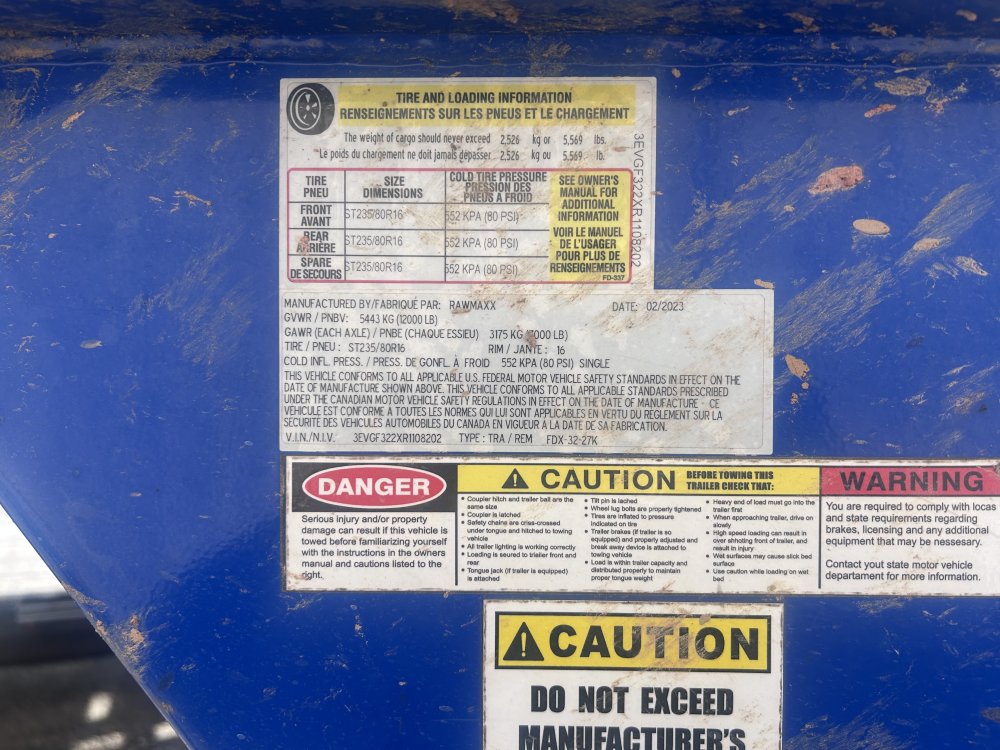 TIRE AND LOADING INFORMATION
RENSEIGNEMENTS SUR LES PNEUS ET LE CHARGEMENT
The weight of cargo should never exceed 2,526 kg or 5,569 lbs.
Le poids du chargement ne doit jamais dépasser 2,526 kg ou 5,569 lb.
TIRE PNEU
SIZE DIMENSIONS
COLD TIRE PRESSURE
PRESSION DES
PNEUS A FROID
FRONT AVANT
ST235/80R16
552 KPA (80 PSI)
REAR ARRIERE
ST235/80R16
552 KPA (80 PSI)
SPARE DE SECOURS
ST235/80R16
552 KPA (80 PSI)
SEE OWNER'S
MANUAL FOR
ADDITIONAL
INFORMATION
VOIR LE MANUEL
DE L'USAGER
POUR PLUS DE
RENSEIGNEMENTS
FD-937
3EVGF322XR1108202
MANUFACTURED BY/FABRIQUÉ PAR: RAWMAXX DATE: 02/2023
GVWR / PNBV: 5443 KG (12000 LB)
GAWR (EACH AXLE) / PNBE (CHAQUE ESSIEU) 3175 KG (7000 LB)
TIRE / PNEU : ST235/80R16 RIM / JANTE : 16
COLD INFL. PRESS. / PRESS. DE GONFL. À FROID 552 KPA (80 PSI) SINGLE
THIS VEHICLE CONFORMS TO ALL APPLICABLE U.S. FEDERAL MOTOR VEHICLE SAFETY STANDARDS IN EFFECT ON THE
DATE OF MANUFACTURE SHOWN ABOVE. THIS VEHICLE CONFORMS TO ALL APPLICABLE STANDARDS PRESCRIBED
UNDER THE CANADIAN MOTOR VEHICLE SAFETY REGULATIONS IN EFFECT ON THE DATE OF MANUFACTURE - CE
VEHICULE EST CONFORME A TOUTES LES NORMES QUI LUI SONT APPLICABLES EN VERTU DU REGLEMENT SUR LA
SECURITE DES VEHICULES AUTOMOBILES DU CANADA EN VIGUEUR À LA DATE DE SA FABRICATION.
V.I.N./N.I.V. 3EVGF322XR1108202 TYPE : TRA / REM FDX-32-27K
DANGER
Serious injury and/or property
damage can result if this vehicle is
towed before familiarizing yourself
with the instructions in the owners
manual and cautions listed to the
right.
CAUTION BEFORE TOWING THIS
TRAILER CHECK THAT:
• Coupler hitch and trailer ball are the
same size
• Coupler is latched
• Safety chains are criss-crossed
under tongue and hitched to towing
vehicle
• All trailer lighting is working correctly
• Loading is seured to trailer front and
rear
• Tongue jack (if trailer is equipped)
is attached
• Tilt pin is lached
• Wheel lug bolts are properly tightened
• Tires are inflated to pressure
indicated on tire
• Trailer brakes (if trailer is so
equipped) and properly adjusted and
break away device is attached to
towing vehicle
• Load is within trailer capacity and
distributed properly to maintain
proper tongue weight
• Heavy end of load must go into the
trailer first
• When approaching trailer, drive on
slowly
• High speed loading can result in
over shooting front of trailer, and
result in injury
• Wet surfaces may cause slick bed
surface
• Use caution while loading on wet
bed
WARNING
You are required to comply with locas
and state requirements regarding
brakes, licensing and any additional
equipment that may be nessesary.
Contact yout state motor vehicle
departament for more information.
CAUTION
DO NOT EXCEED
MANUFACTURER'S